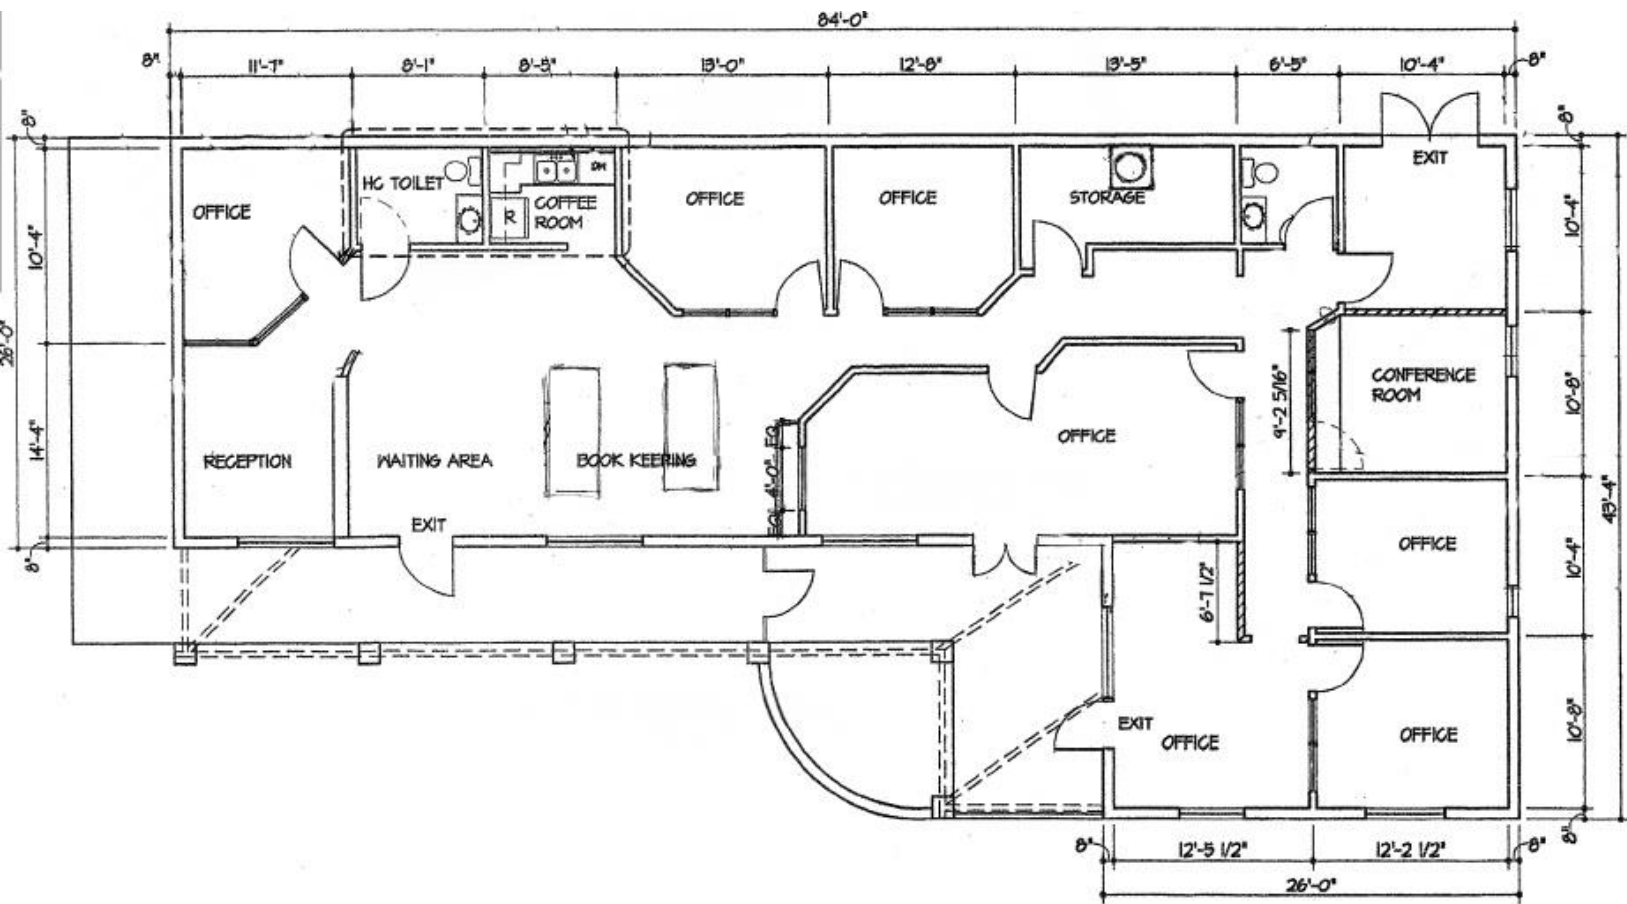 84'-0"
8"
11'-7"
8'-1"
8'-5"
13'-0"
12'-8"
13'-5"
6'-5"
10'-4"
8"
8"
8"
EXIT
HC TOILET
DW
OFFICE
COFFEE
ROOM
R
OFFICE
OFFICE
STORAGE
10'-4"
10'-4"
26'-0"
9'-2 5/16"
CONFERENCE
ROOM
10'-8"
14'-4"
RECEPTION
WAITING AREA
BOOK KEEPING
EQ
4'-0"
EQ
OFFICE
43'-4"
EXIT
8"
6'-7 1/2"
OFFICE
10'-4"
EXIT
OFFICE
OFFICE
10'-8"
8"
8"
12'-5 1/2"
12'-2 1/2"
8"
26'-0"